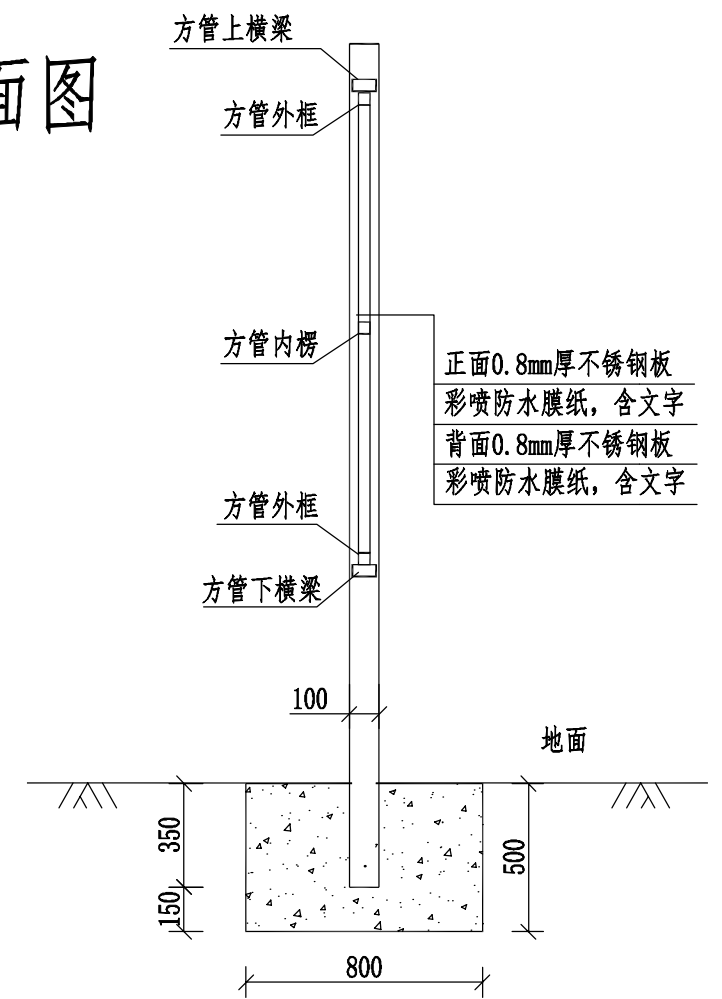 方管上横梁
面图
方管外框
方管内楞
正面0.8mm厚不锈钢板
彩喷防水膜纸，含文字
背面0.8mm厚不锈钢板
彩喷防水膜纸，含文字
方管外框
方管下横梁
100
地面
350
500
150
800